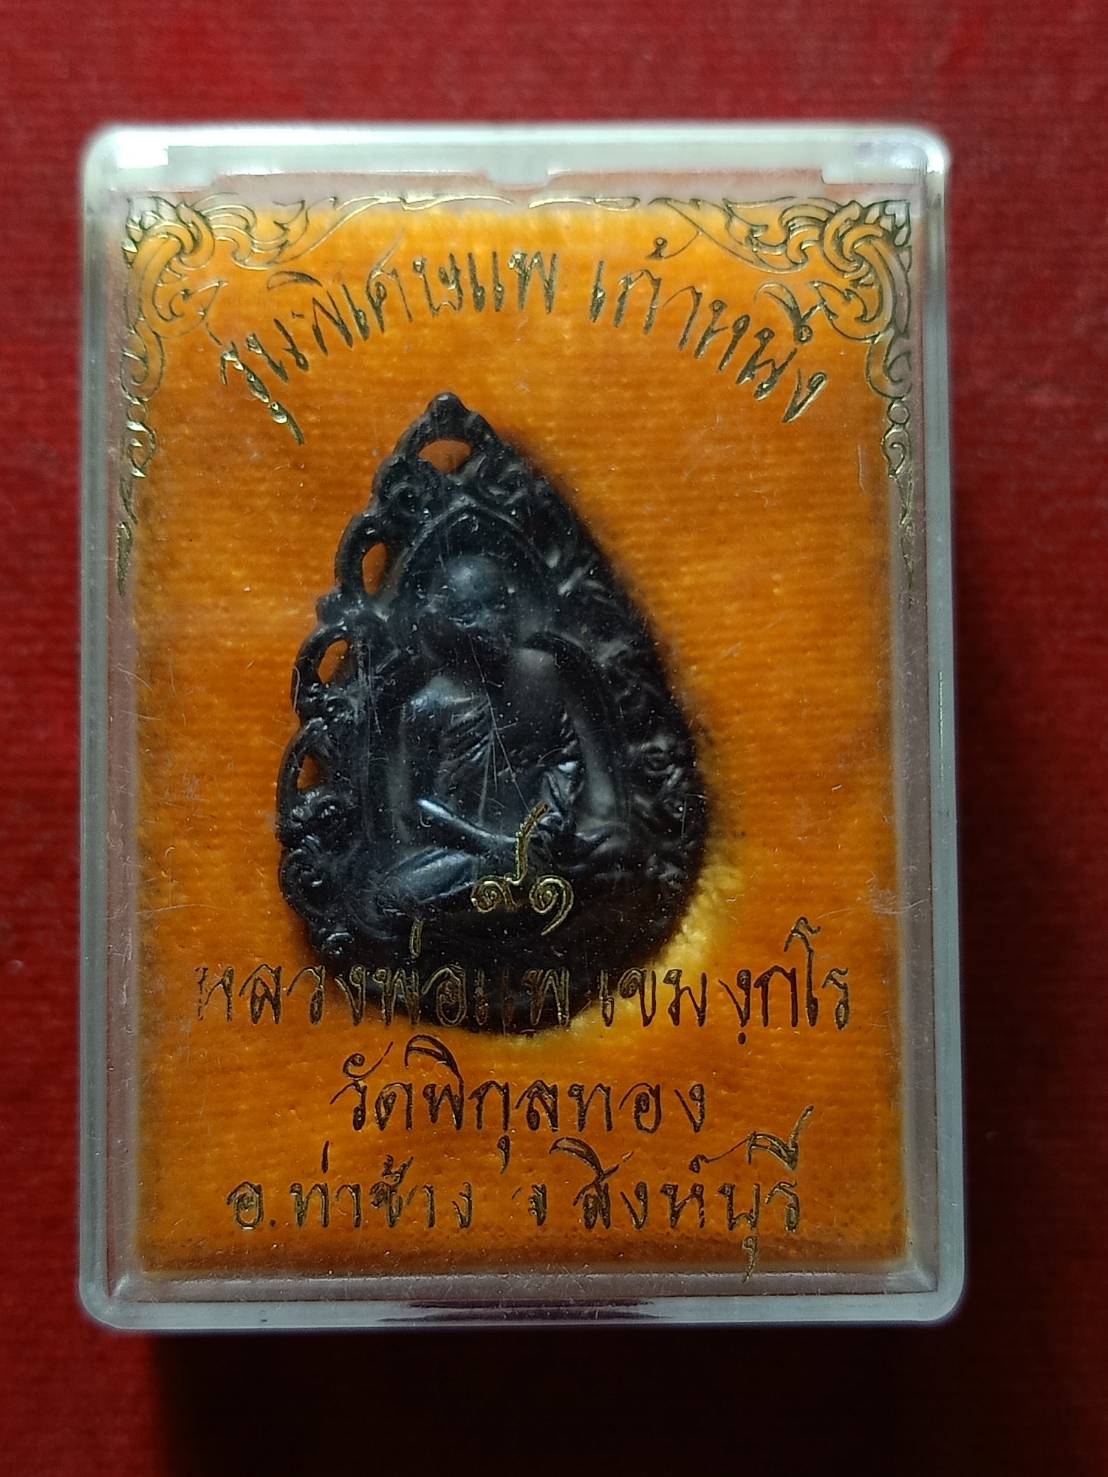 รุ่นพิเศษแพ เก้าหนึ่ง
๙๑
หลวงพ่อแพ เขมงฺกโร
วัดพิกุลทอง
อ.ท่าช้าง จ สิงห์บุรี